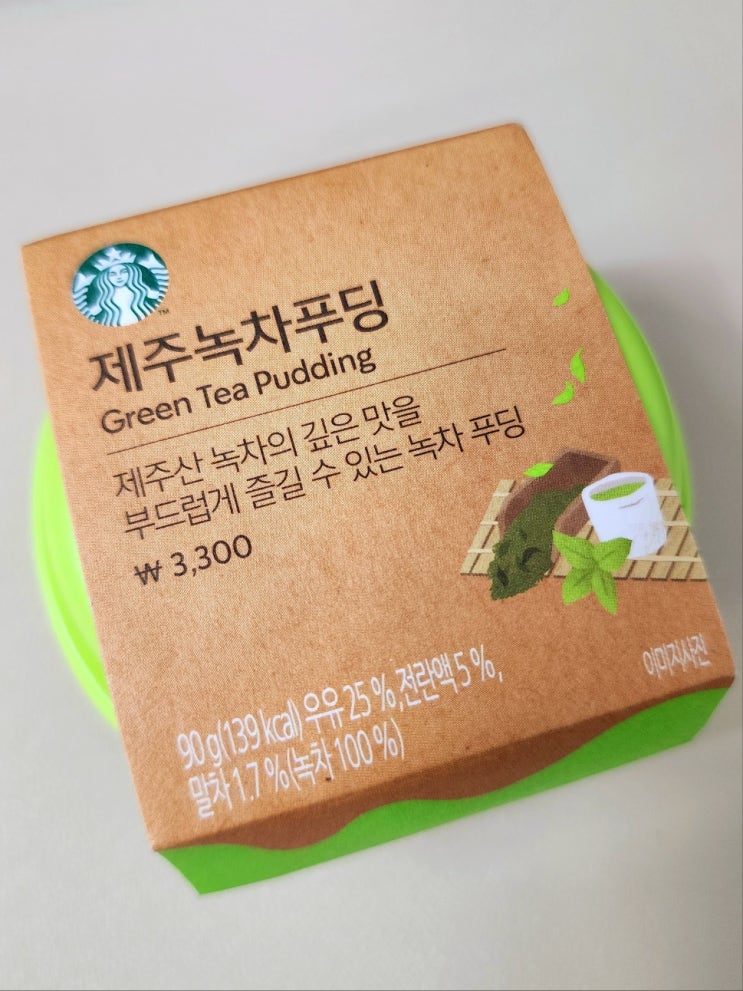 제주녹차푸딩
Green Tea Pudding
제주산 녹차의 깊은 맛을
부드럽게 즐길 수 있는 녹차 푸딩
₩ 3,300
이미지사진
90 g(139 kcal) 우유 25 %, 전란액 5 %,
말차 1.7 %(녹차 100 %)